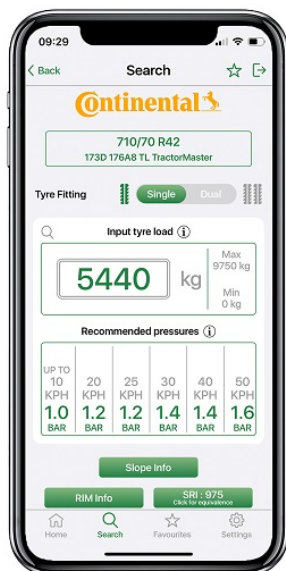 09:29
Back
Search
Continental
710/70 R42
173D 176A8 TL TractorMaster
Tyre Fitting
Single
Dual
Input tyre load
5440 kg
Max
9750 kg
Min
0 kg
Recommended pressures
UP TO
10 20 25 30 40 50
KPH KPH KPH KPH KPH KPH
1.0 1.2 1.2 1.4 1.4 1.6
BAR BAR BAR BAR BAR BAR
Slope Info
RIM Info
SRI : 975
Click for equivalence
Home Search Favourites Settings